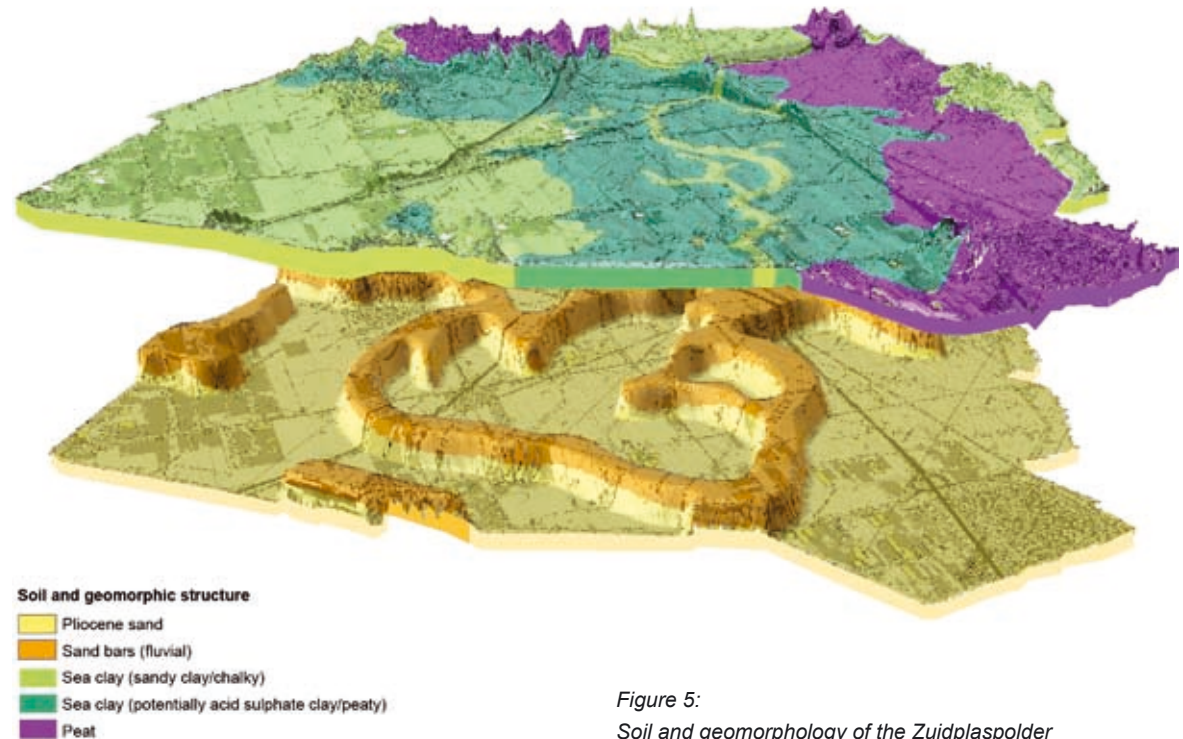 Soil and geomorphic structure
Pliocene sand
Sand bars (fluvial)
Sea clay (sandy clay/chalky)
Sea clay (potentially acid sulphate clay/peaty)
Peat
Figure 5:
Soil and geomorphology of the Zuidplaspolder